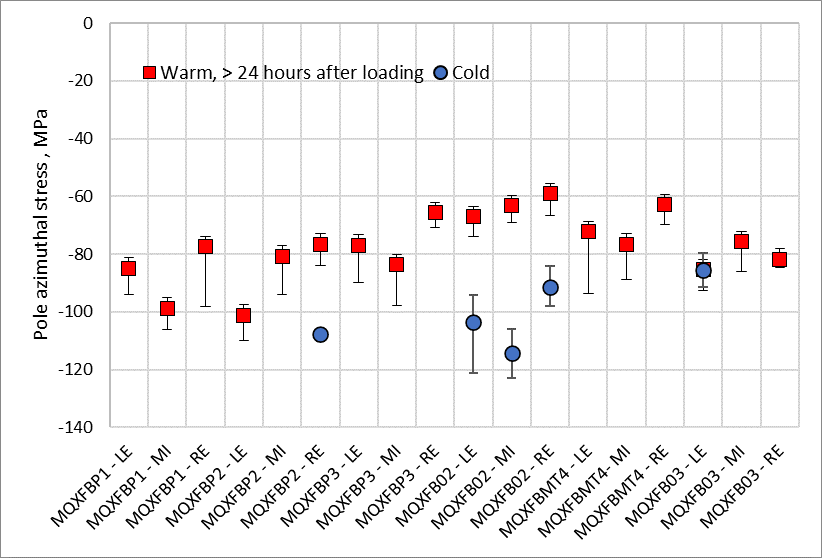 0
-20
-40
-60
-80
-100
-120
-140
Pole azimuthal stress , MPa
Warm, > 24 hours after loading
Cold
MQXFBP1 - LE
MQXFBP1 - MI
MQXFBP1 - RE
MQXFBP2 - LE
MQXFBP2 - MI
MQXFBP2 - RE
MQXFBP3 - LE
MQXFBP3 - MI
MQXFBP3 - RE
MQXFB02 - LE
MQXFB02 - MI
MQXFB02 - RE
MQXFBMT4 - LE
MQXFBMT4- MI
MQXFBMT4 - RE
MQXFB03 - LE
MQXFB03 - MI
MQXFB03 - RE